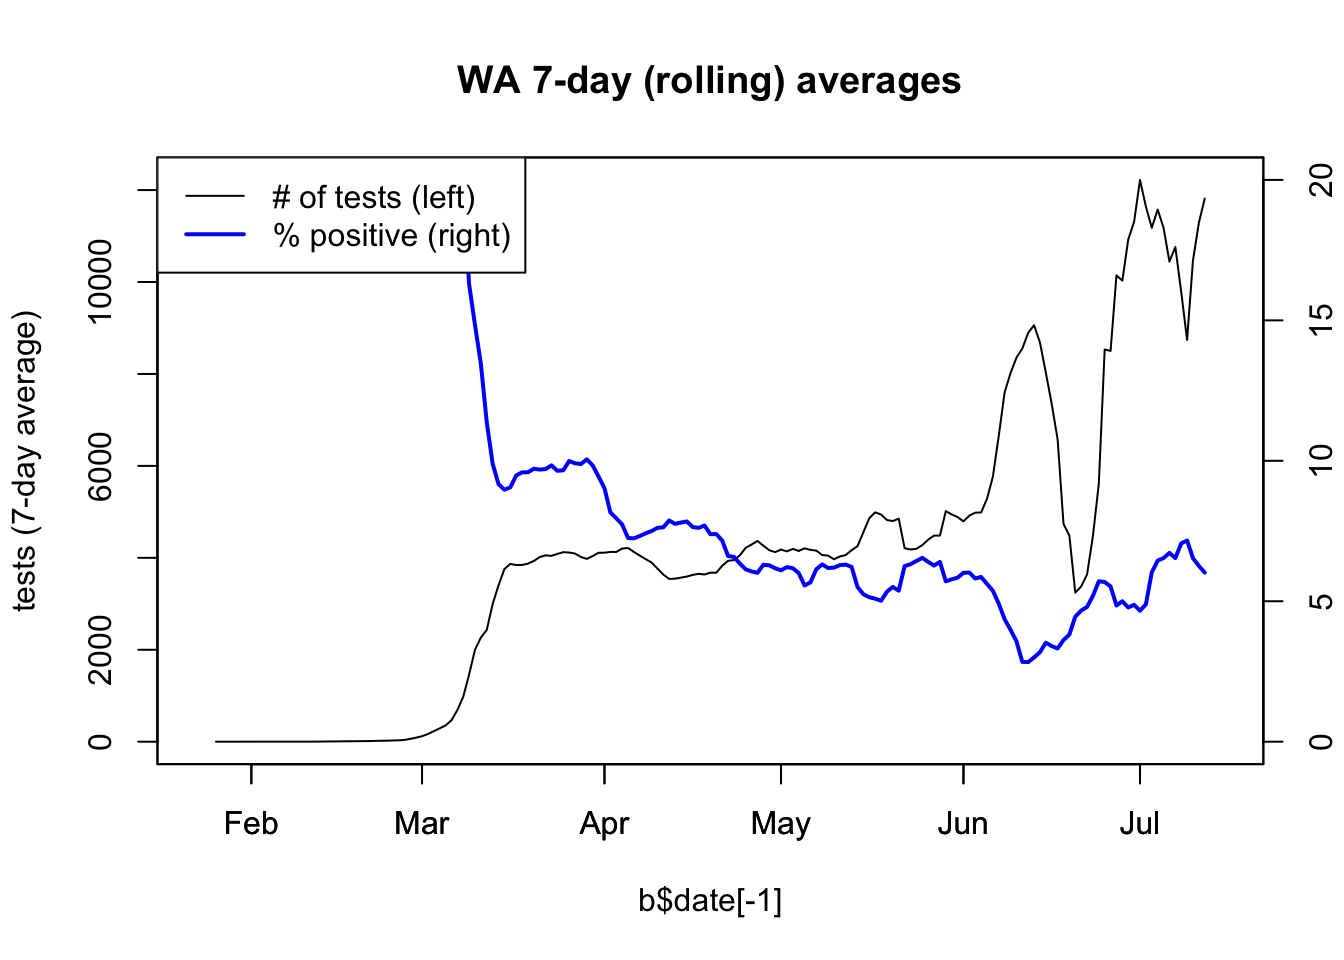 WA 7-day (rolling) averages
# of tests (left)
% positive (right)
tests (7-day average)
10000
6000
2000
0
20
15
10
5
0
Feb Mar Apr May Jun Jul
b$date[-1]